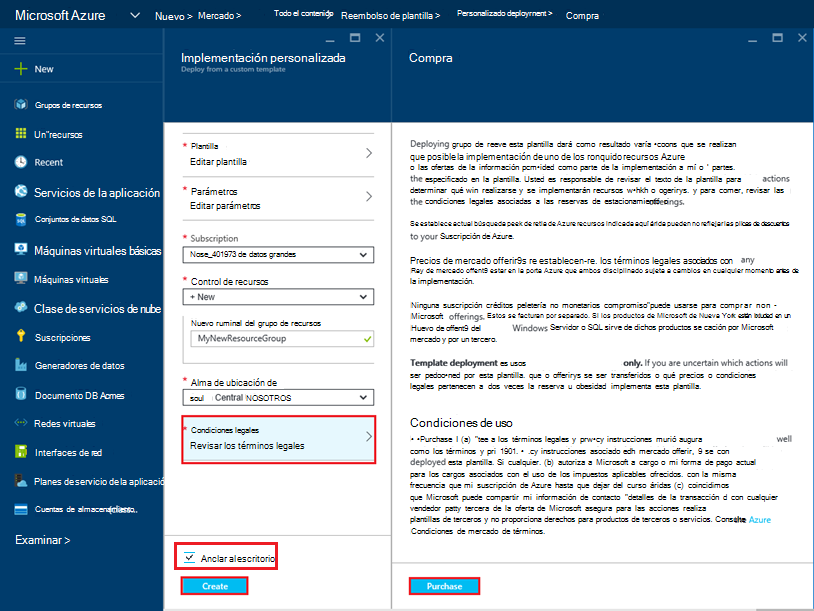 Microsoft Azure
Nuevo > Mercado >
Todo el contenido >
Reembolso de plantilla >
Personalizado deployment >
Compra
New
Grupos de recursos
Un"recursos
Recent
Servicios de la aplicación
Conjuntos de datos SQL
Máquinas virtuales básicas
Máquinas virtuales
Clase de servicios de nube
Suscripciones
Generadores de datos
Documento DB Acmes
Redes virtuales
Interfaces de red
Planes de servicio de la aplicació
Cuentas de almacenamiento
Examinar >
Implementación personalizada
Deploy from a custom template
* Plantilla
Editar plantilla
* Parámetros
Editar parámetros
* Subscription
Nose_401973 de datos grandes
* Control de recursos
+ New
Nuevo ruminal del grupo de recursos
MyNewResourceGroup
* Alma de ubicación de
soul Central NOSOTROS
* Condiciones legales
Revisar los términos legales
Anclar al escritorio
Create
Compra
Deploying grupo de reeve esta plantilla dará como resultado varía •coons que se realizan
que posible la implementación de uno de los ronquido recursos Azure
o las ofertas de la información pcm•ided como parte de la implementación a mí o ' partes.
the especificado en la plantilla. Usted es responsable de revisar el texto de la plantilla para actions
determinar qué win realizarse y se implementarán recursos w•hkh o ogerirys. y para comer, revisar las
the condiciones legales asociadas a las reservas de estacionamiento offerings.
Se establece actual búsqueda peek de retia de Azure recursos indicada aquí árida pueden no reflejar las plices de descuentos
to your Suscripción de Azure.
Precios de mercado offerir9s re establecen-re. los términos legales asociados con any
Rey de mercado offent9 ester en la porta Azure que ambos disciplinado sujeta a cambios en cualquier momento antes de
la implementación.
Ninguna suscripción créditos peletería no monetarios compromiso"puede usarse para comprar non -
Microsoft offerings. Estos se facturan por separado. Si los productos de Microsoft de Nueve York están included en un
Huevo de offent9 del Windows Servidor o SQL sirve de dichos productos se cación por Microsoft
mercado y por un tercero.
Template deployment es usos only. If you are uncertain which actions will
ser pedoo•ned por esta plantilla. que o offerirys se ser transferidos o qué precios o condiciones
legales pertenecen a dos veces la reserva u obesidad implementa esta plantilla.
Condiciones de uso
• •Purchase I (a) "tee a los términos legales y prw•cy instrucciones murió augura well
como los términos y pri 1901. • .cy instrucciones asociado edh mercado offerir, 9 se con
deployed esta plantilla. Si cualquier. (b) autoriza a Microsoft a cargo o mi forma de pago actual
para los cargos asociados con el uso de los impuestos aplicables ofrecidos. con la misma
frecuencia que mi suscripción de Azure hasta que dejar del curso áridas (c) coincidimos
que Microsoft puede compartir mi información de contacto "detalles de la transacción d con cualquier
vendedor patty tercera de la oferta de Microsoft asegura para las acciones realiza
plantillas de terceros y no proporciona derechos para productos de terceros o servicios. Consulte the Azure
Condiciones de mercado de términos.
Purchase